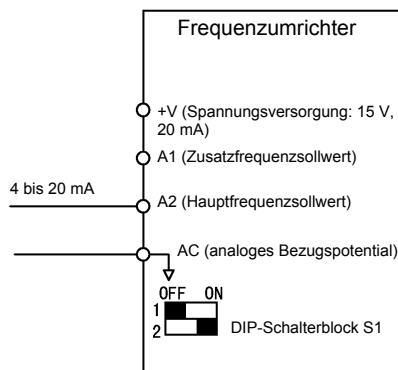 Frequenzumrichter
+V (Spannungsversorgung: 15 V,
20 mA)
A1 (Zusatzfrequenzsollwert)
4 bis 20 mA
A2 (Hauptfrequenzsollwert)
AC (analoges Bezugspotential)
OFF ON
1
2
DIP-Schalterblock S1